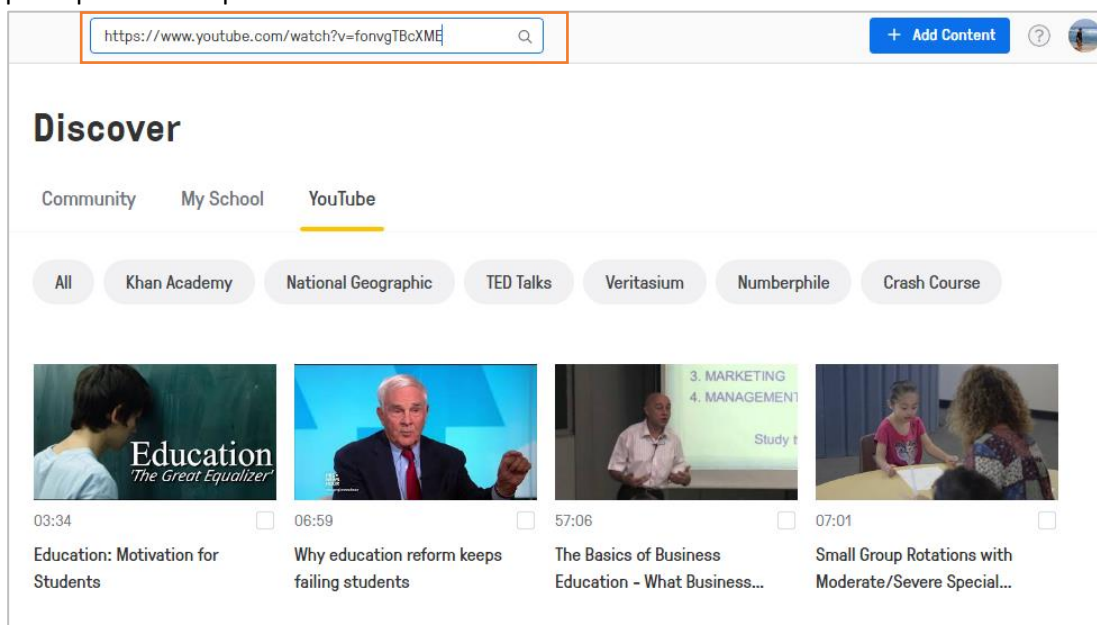 https://www.youtube.com/watch?v=fonvgTBcXME
+ Add Content
?
Discover
Community My School YouTube
All Khan Academy National Geographic TED Talks Veritasium Numberphile Crash Course
Education
'The Great Equalizer'
3. MARKETING
4. MANAGEMENT
Study t
03:34 06:59 57:06 07:01
Education: Motivation for Students
Why education reform keeps failing students
The Basics of Business Education - What Business...
Small Group Rotations with Moderate/Severe Special...